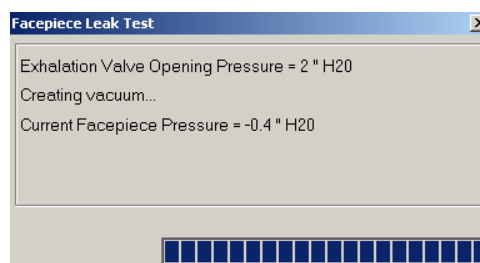 Facepiece Leak Test
Exhalation Valve Opening Pressure = 2 " H20
Creating vacuum...
Current Facepiece Pressure = -0.4 " H20